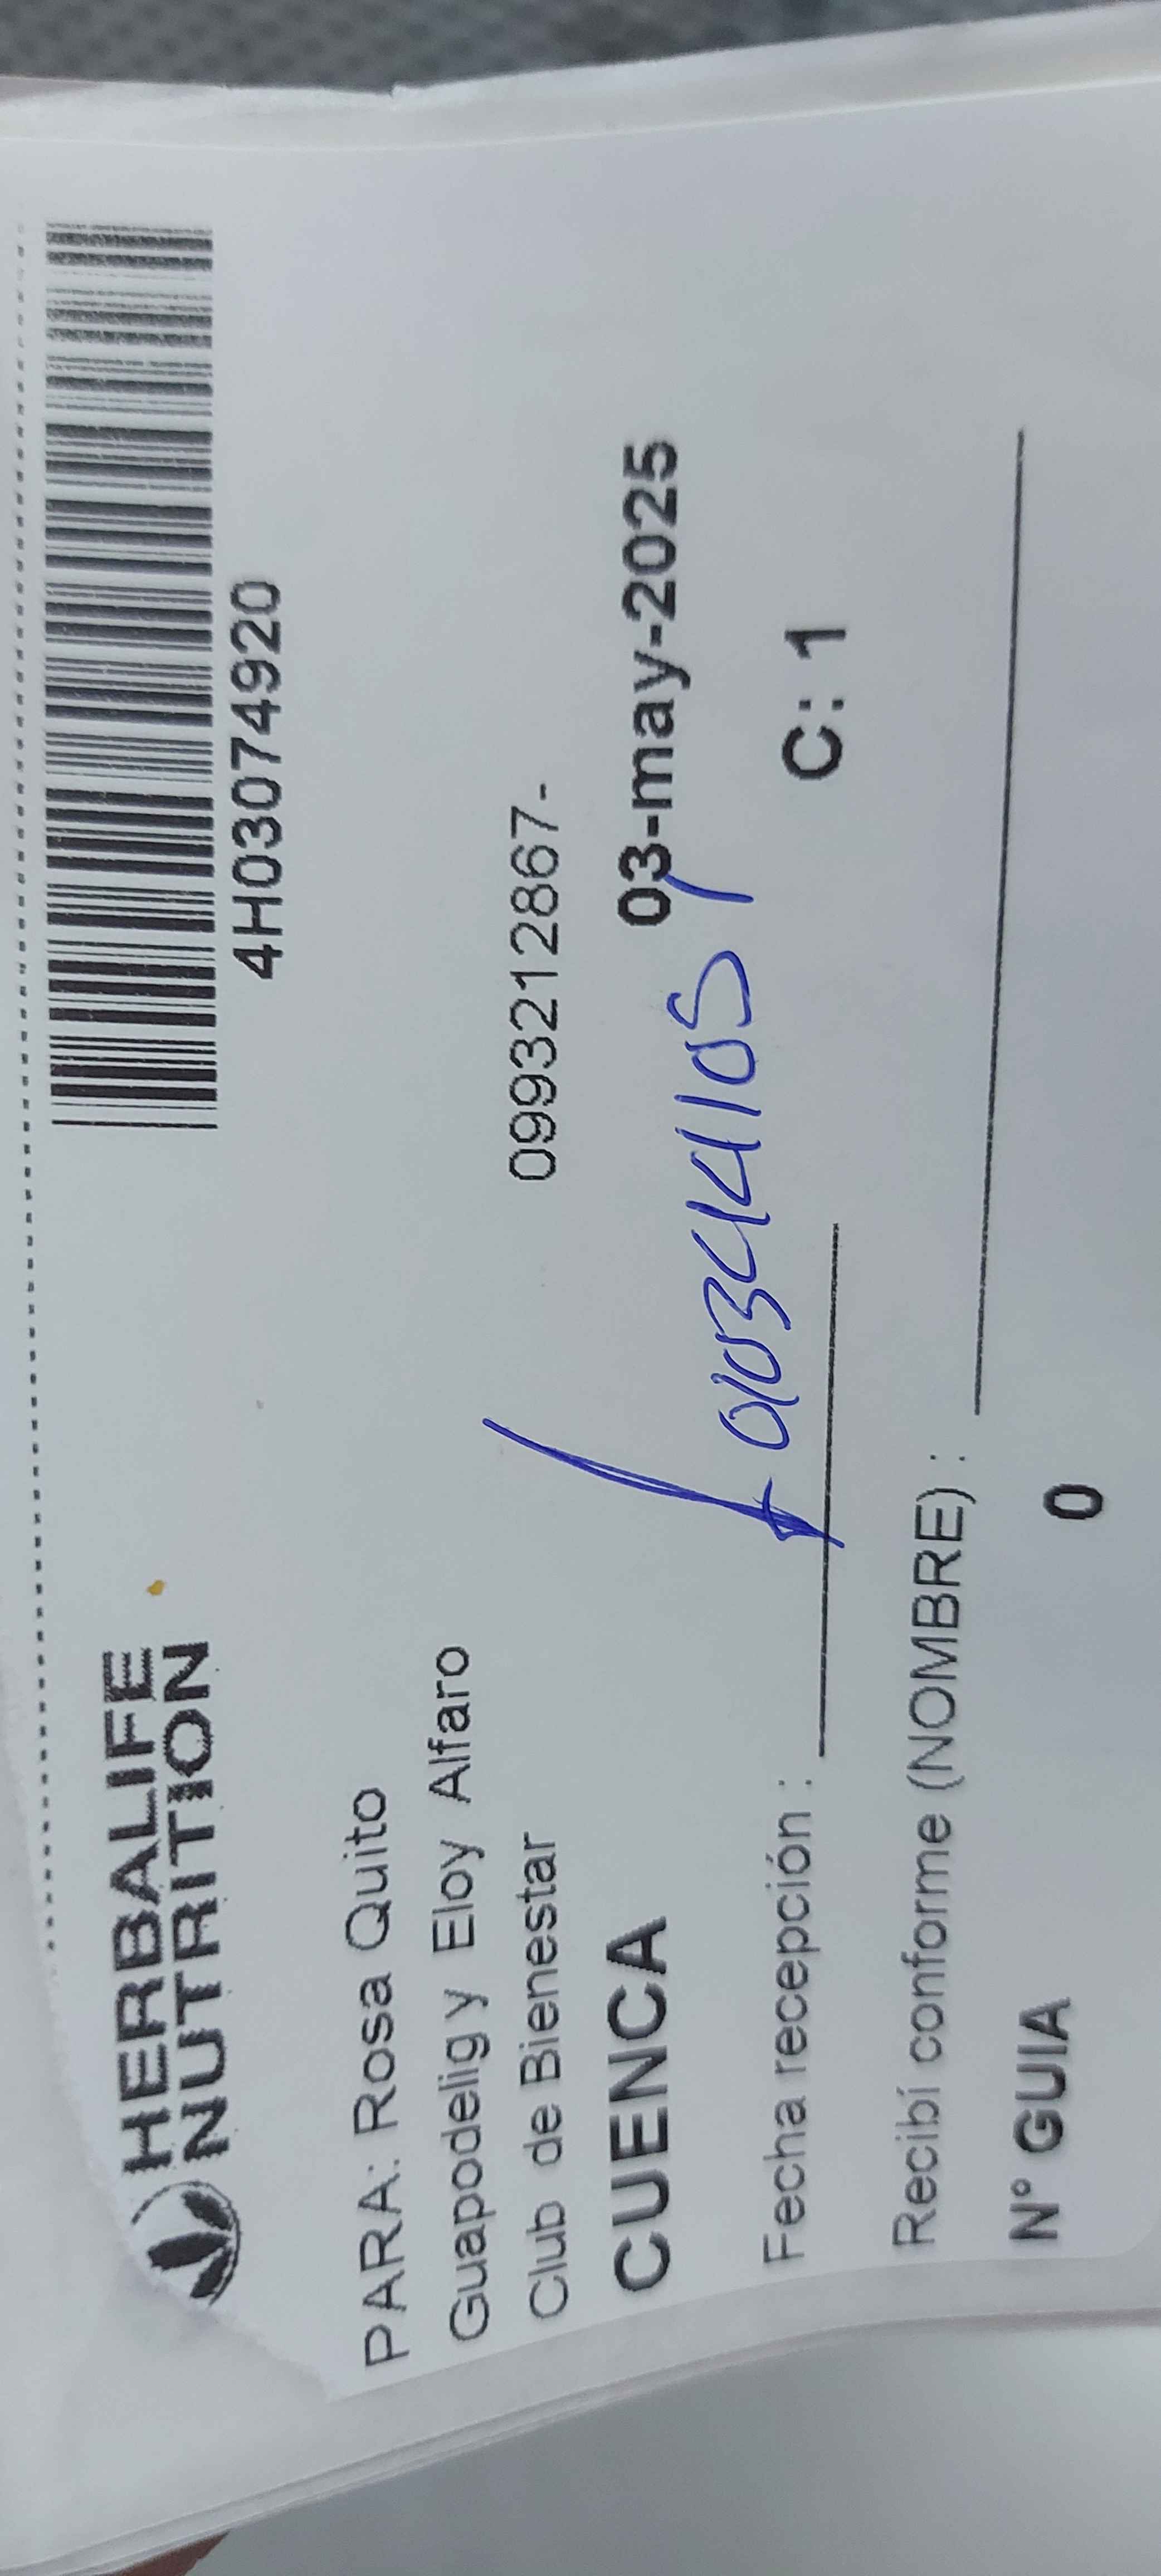 HERBALIFE
NUTRITION
4H03074920
PARA: Rosa Quito
Guapodelig y Eloy Alfaro
Club de Bienestar
0993212867-
CUENCA
03-may-2025
Fecha recepción :
C: 1
Recibí conforme (NOMBRE) :
N° GUIA
0